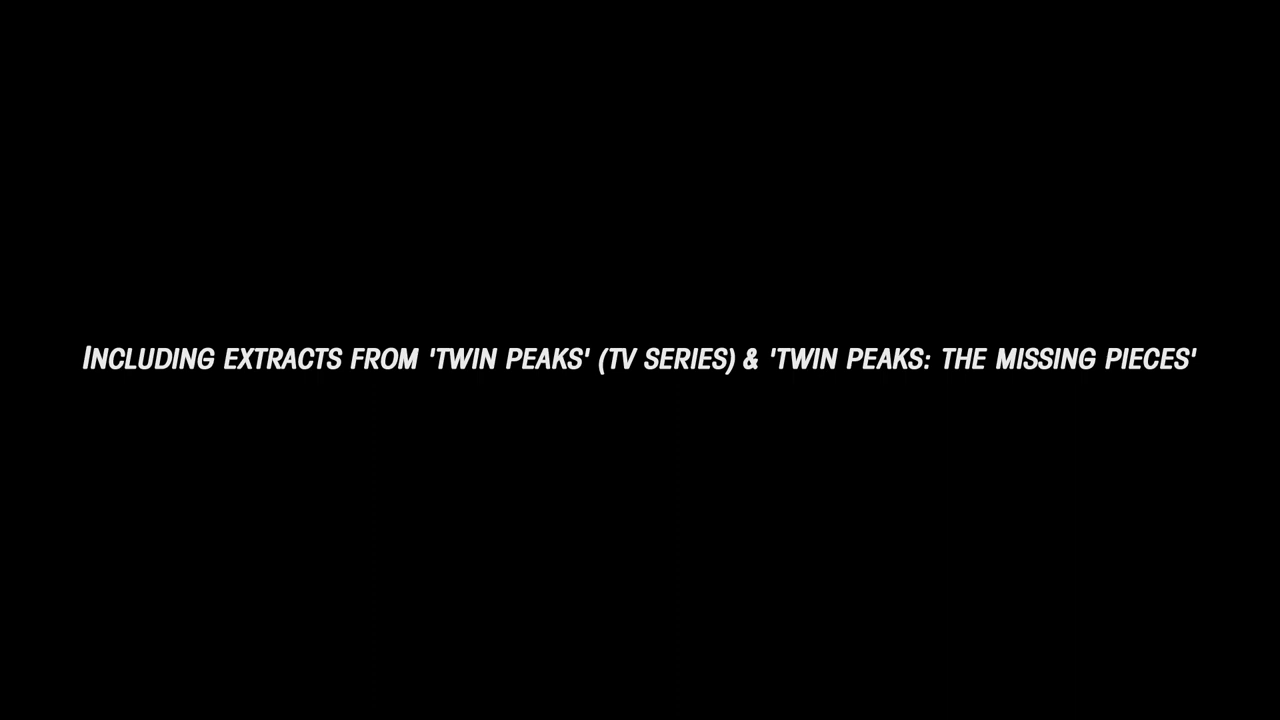 Including extracts from 'Twin Peaks' (TV series) & 'Twin Peaks: The Missing Pieces'